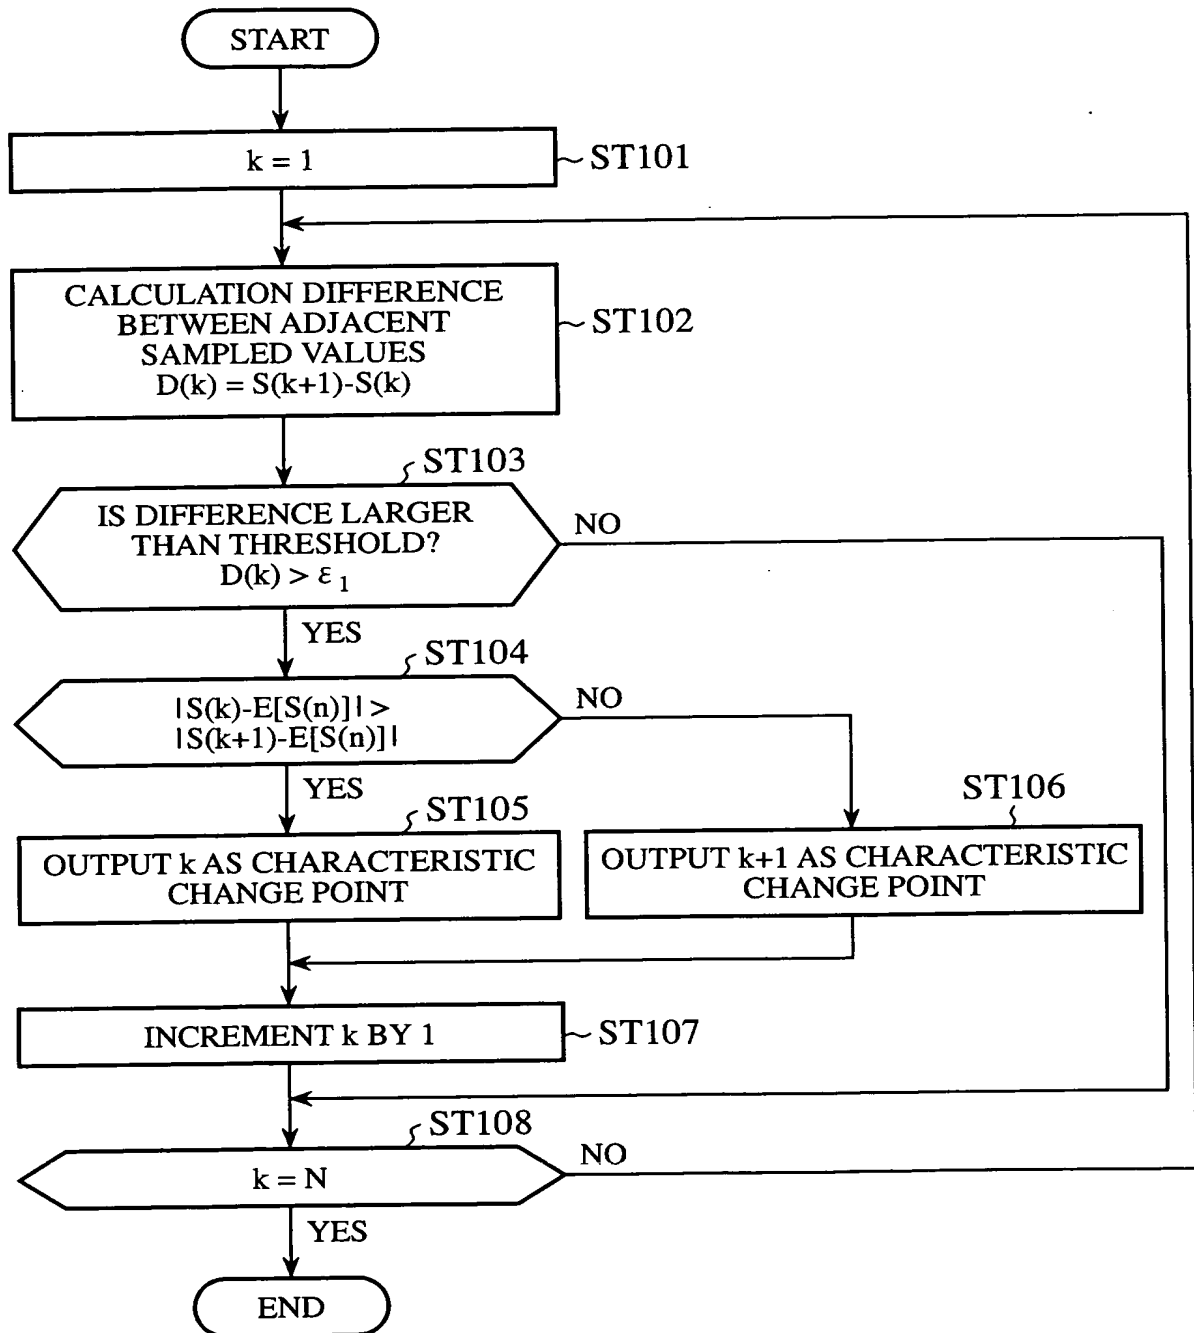 START
k = 1
ST101
CALCULATION DIFFERENCE
BETWEEN ADJACENT
SAMPLED VALUES
D(k) = S(k+1)-S(k)
ST102
ST103
IS DIFFERENCE LARGER
THAN THRESHOLD?
D(k) > ε₁
NO
YES
ST104
|S(k)-E[S(n)]| >
|S(k+1)-E[S(n)]|
NO
YES
ST105
OUTPUT k AS CHARACTERISTIC
CHANGE POINT
ST106
OUTPUT k+1 AS CHARACTERISTIC
CHANGE POINT
INCREMENT k BY 1
ST107
ST108
k = N
NO
YES
END